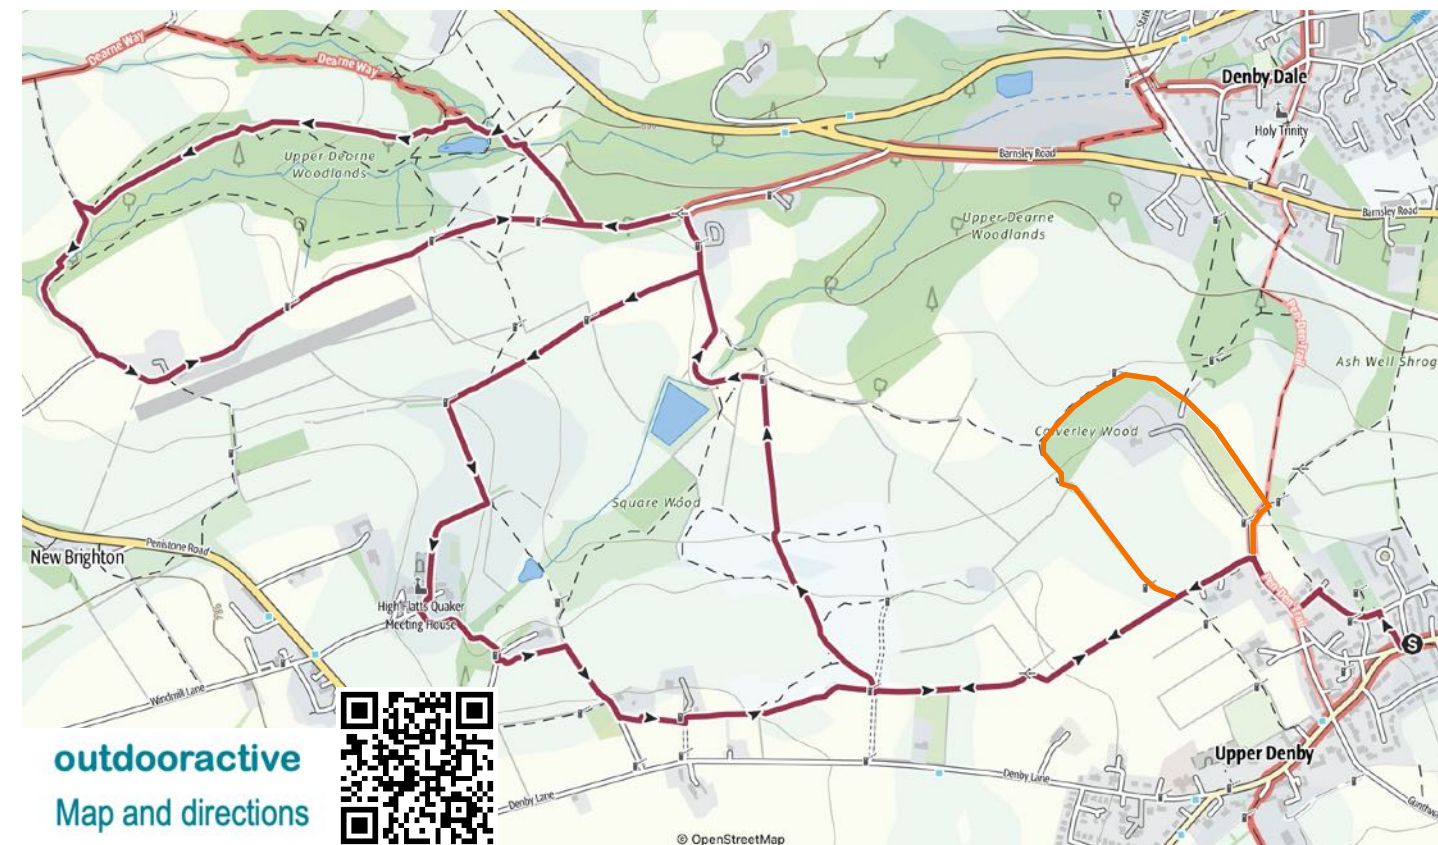 Dearne Way
Dearne Way
Denby Dale
Holy Trinity
Barnsley Road
Barnsley Road
Upper Dearne
Woodlands
Upper Dearne
Woodlands
Ash Well Shrog
Calverley Wood
Square Wood
New Brighton
Penistone Road
984
High Flatts Quaker
Meeting House
Windmill Lane
S
Upper Denby
Denby Lane
Denby Lane
outdooractive
Map and directions
© OpenStreetMap